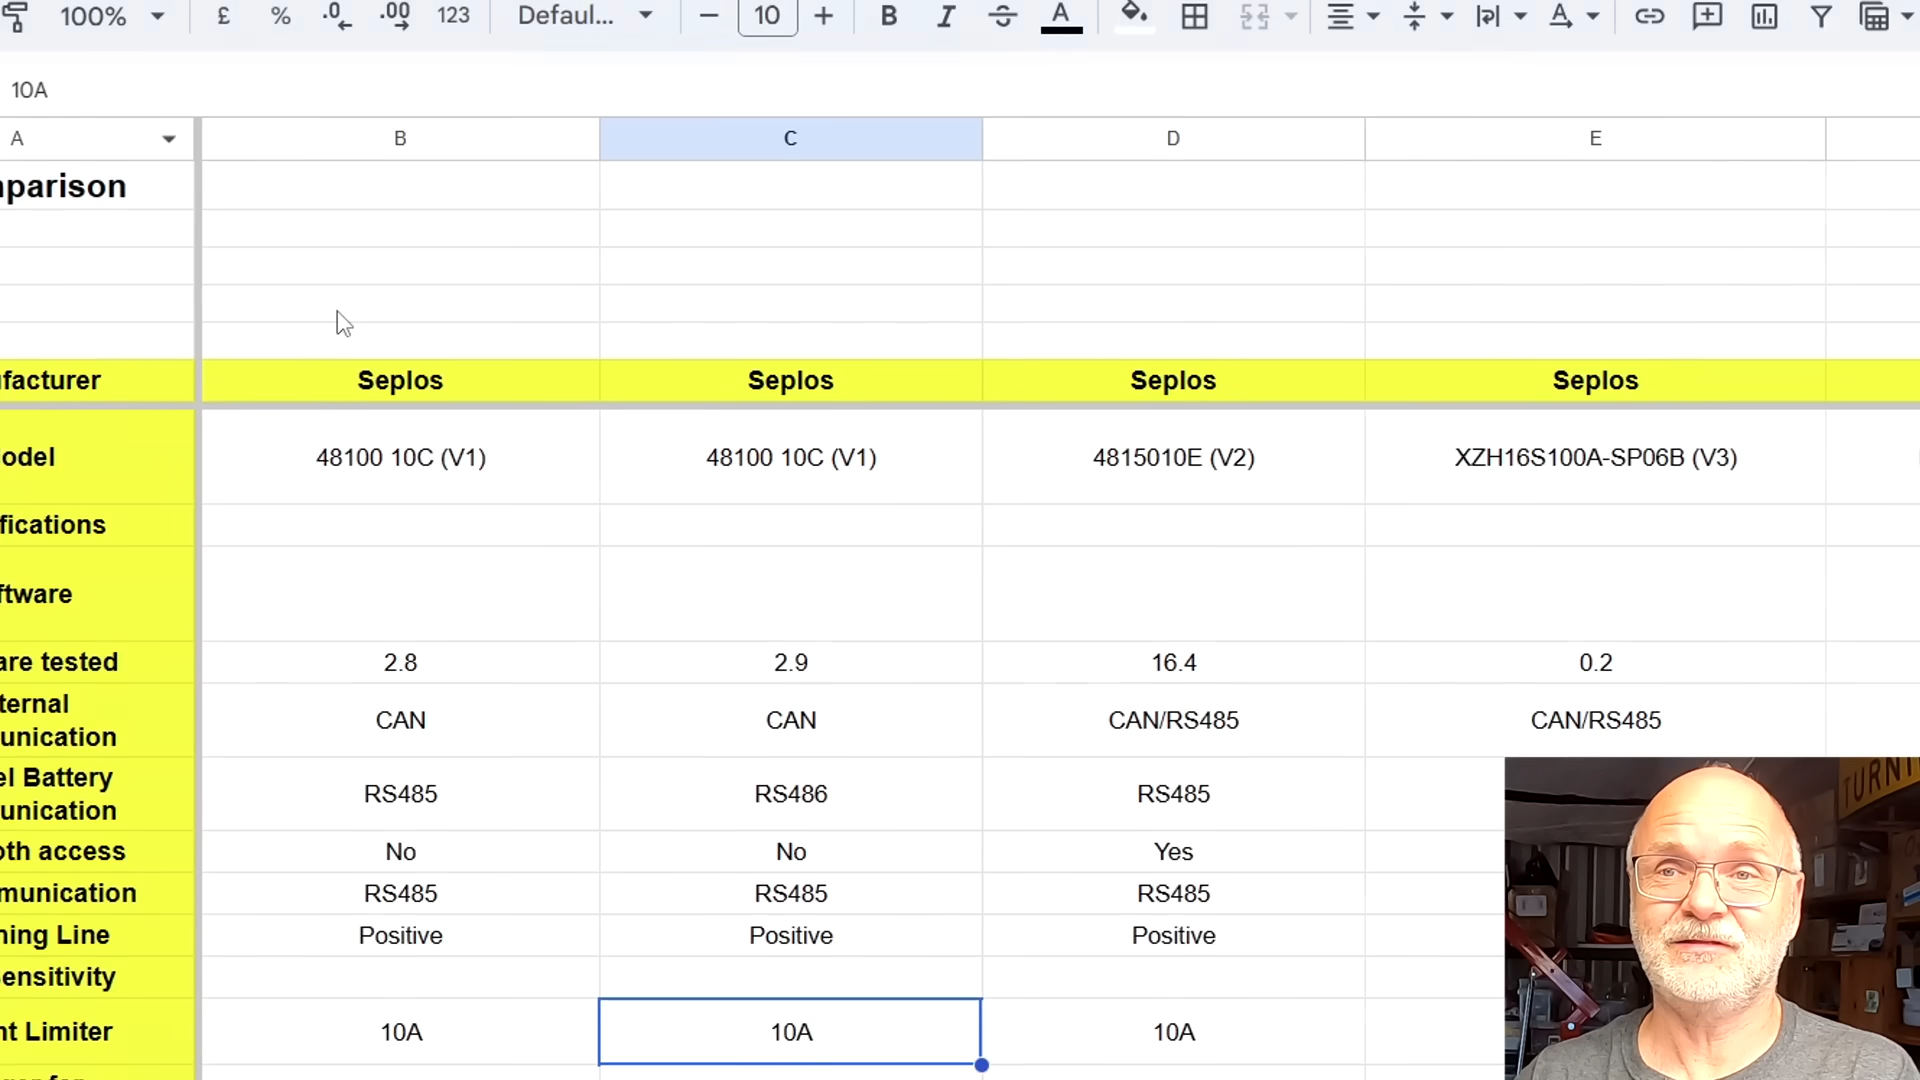 100% £ % .0 .00 123 Defaul... − 10 + B I S A
10A
A B C D E
parison
facturer Seplos Seplos Seplos Seplos
odel 48100 10C (V1) 48100 10C (V1) 4815010E (V2) XZH16S100A-SP06B (V3)
fications
ftware
are tested 2.8 2.9 16.4 0.2
ternal
unication CAN CAN CAN/RS485 CAN/RS485
el Battery
unication RS485 RS486 RS485
oth access No No Yes
munication RS485 RS485 RS485
ning Line Positive Positive Positive
ensitivity
nt Limiter 10A 10A 10A
TURNI